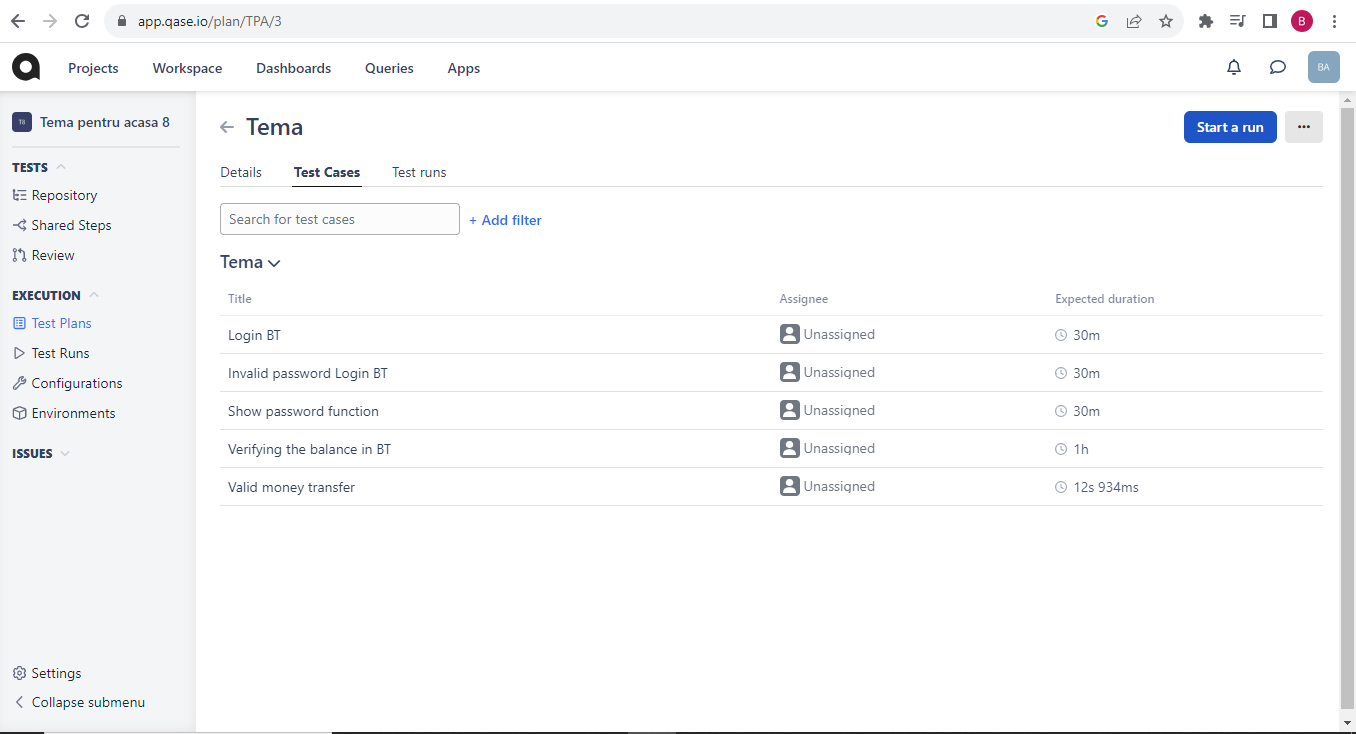 app.qase.io/plan/TPA/3
B
Projects Workspace Dashboards Queries Apps
BA
T8 Tema pentru acasa 8
TESTS
Repository
Shared Steps
Review
EXECUTION
Test Plans
Test Runs
Configurations
Environments
ISSUES
Settings
Collapse submenu
Tema
Start a run
Details Test Cases Test runs
Search for test cases + Add filter
Tema
Title Assignee Expected duration
Login BT Unassigned 30m
Invalid password Login BT Unassigned 30m
Show password function Unassigned 30m
Verifying the balance in BT Unassigned 1h
Valid money transfer Unassigned 12s 934ms